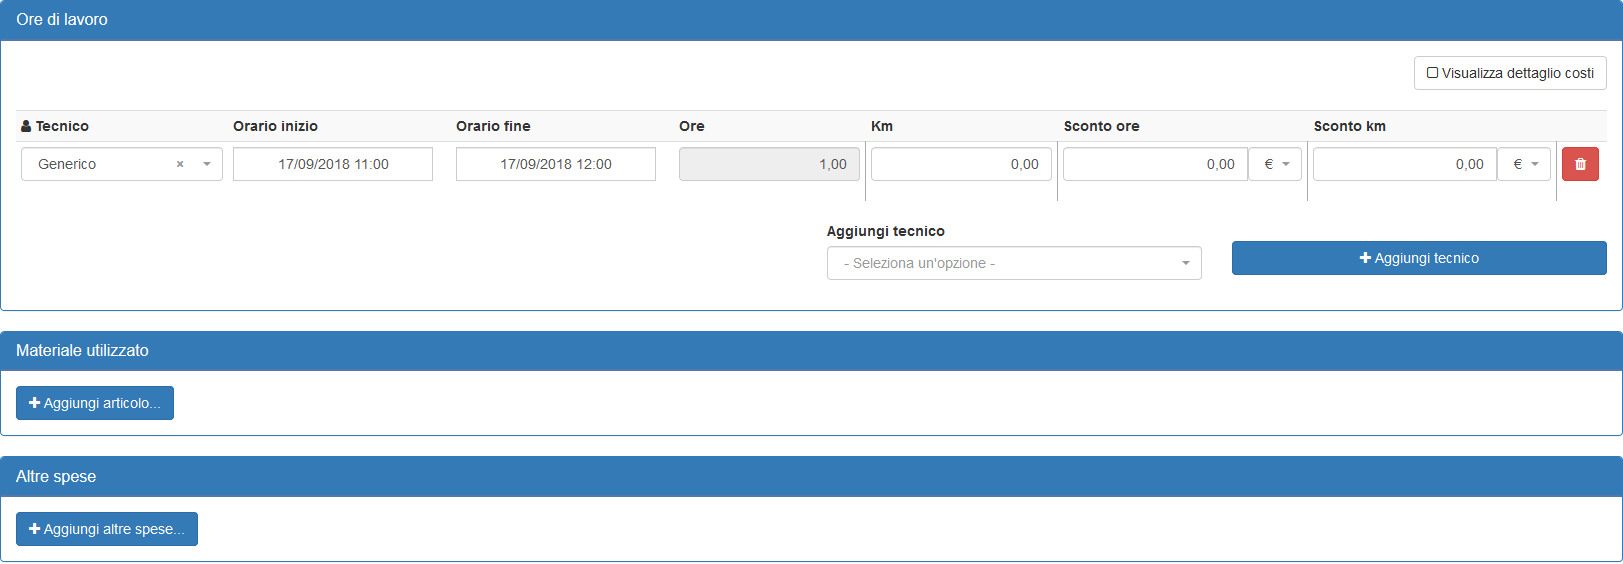 Ore di lavoro
Visualizza dettaglio costi
Tecnico Orario inizio Orario fine Ore Km Sconto ore Sconto km
Generico × 17/09/2018 11:00 17/09/2018 12:00 1,00 0,00 0,00 € 0,00 €
Aggiungi tecnico
- Seleziona un'opzione - + Aggiungi tecnico
Materiale utilizzato
+ Aggiungi articolo...
Altre spese
+ Aggiungi altre spese...